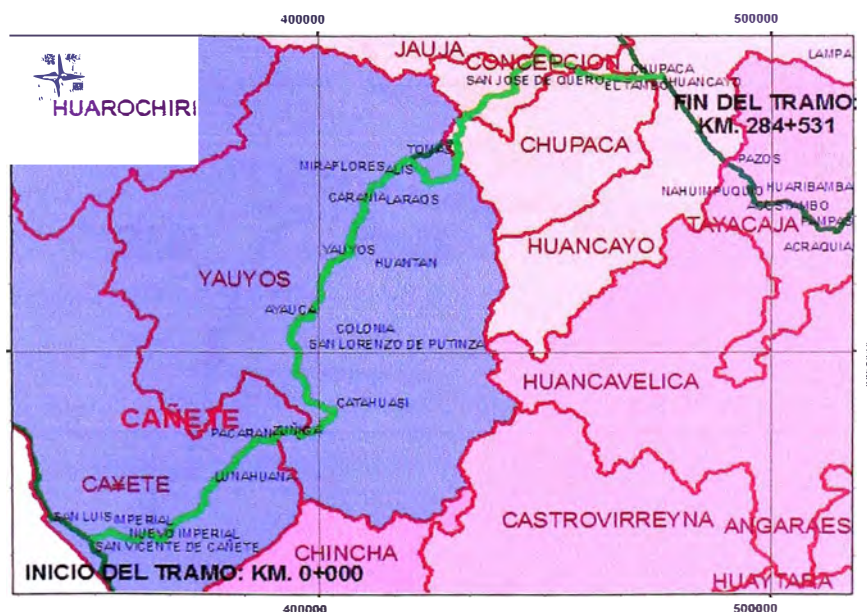 400000
500000
JAUJA
CONCEPCION
LAMPA
CHUPACA
SAN JOSE DE QUERO
EL TAMBO
HUANCAYO
HUAROCHIRI
FIN DEL TRAMO:
KM. 284+531
TOMAS
CHUPACA
PAZOS
MIRAFLORES
ALIS
NAHUIMPUQUIO
HUARIBAMBA
CARANIA
LARAOS
ACOSTAMBO
PAMPAS
TAYACAJA
YAUYOS
HUANCAYO
ACRAQUIA
HUANTAN
YAUYOS
AYAUCA
COLONIA
SAN LORENZO DE PUTINZA
HUANCAVELICA
CATAHUASI
CAÑETE
PACARAN
ZUÑIGA
LUNAHUANA
CA¥ETE
SAN LUIS
IMPERIAL
CASTROVIRREYNA
ANGARAES
NUEVO IMPERIAL
SAN VICENTE DE CAÑETE
CHINCHA
INICIO DEL TRAMO: KM. 0+000
HUAYTARA
400000
500000